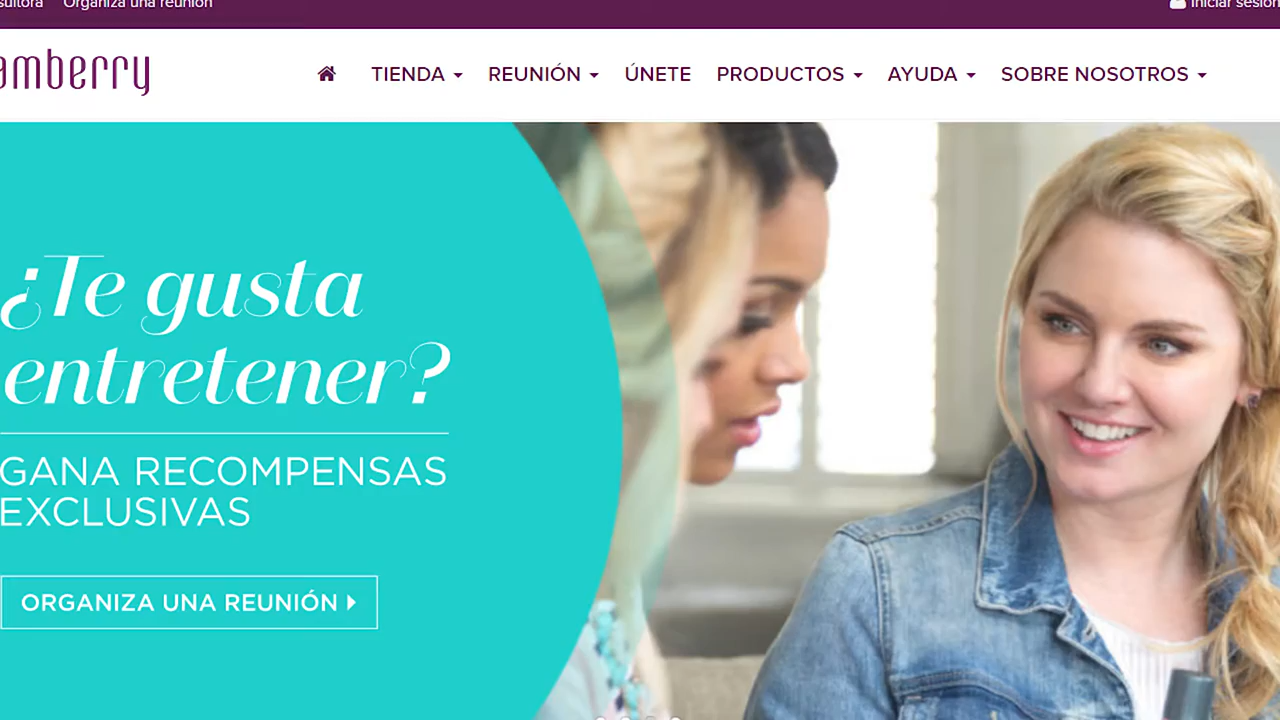 Organiza una reunión
Iniciar sesión
amberry
TIENDA
REUNIÓN
ÚNETE
PRODUCTOS
AYUDA
SOBRE NOSOTROS
¿Te gusta
entretener?
GANA RECOMPENSAS
EXCLUSIVAS
ORGANIZA UNA REUNIÓN